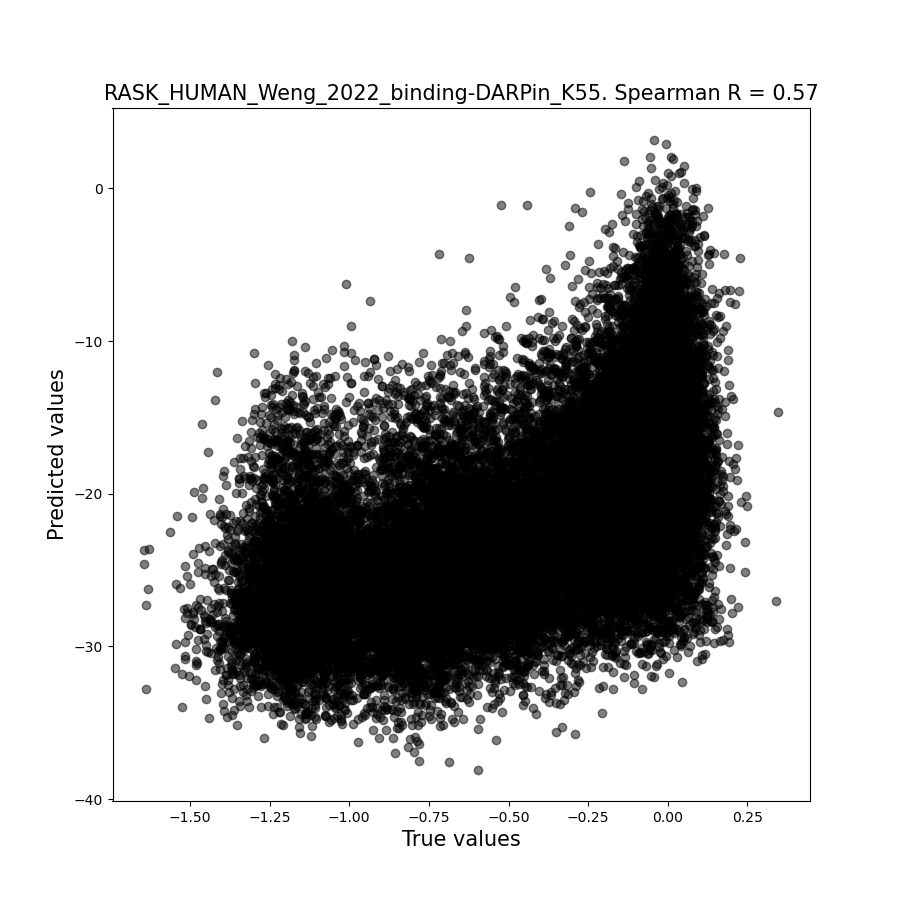 RASK_HUMAN_Weng_2022_binding-DARPin_K55. Spearman R = 0.57
Predicted values
0
−10
−20
−30
−40
−1.50 −1.25 −1.00 −0.75 −0.50 −0.25 0.00 0.25
True values